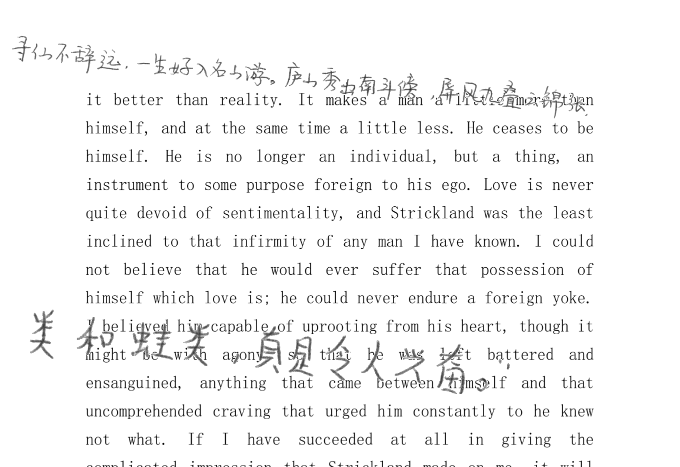 寻仙不辞远，一生好入名山游。庐山秀出南斗傍，屏风九叠云锦张.
it better than reality. It makes a man a little more than
himself, and at the same time a little less. He ceases to be
himself. He is no longer an individual, but a thing, an
instrument to some purpose foreign to his ego. Love is never
quite devoid of sentimentality, and Strickland was the least
inclined to that infirmity of any man I have known. I could
not believe that he would ever suffer that possession of
himself which love is; he could never endure a foreign yoke.
I believed him capable of uprooting from his heart, though it
类和蛙类，真是令人兴奋。
might be with agony, so that he was left battered and
ensanguined, anything that came between himself and that
uncomprehended craving that urged him constantly to he knew
not what. If I have succeeded at all in giving the
complicated impression that Strickland made on me, it will